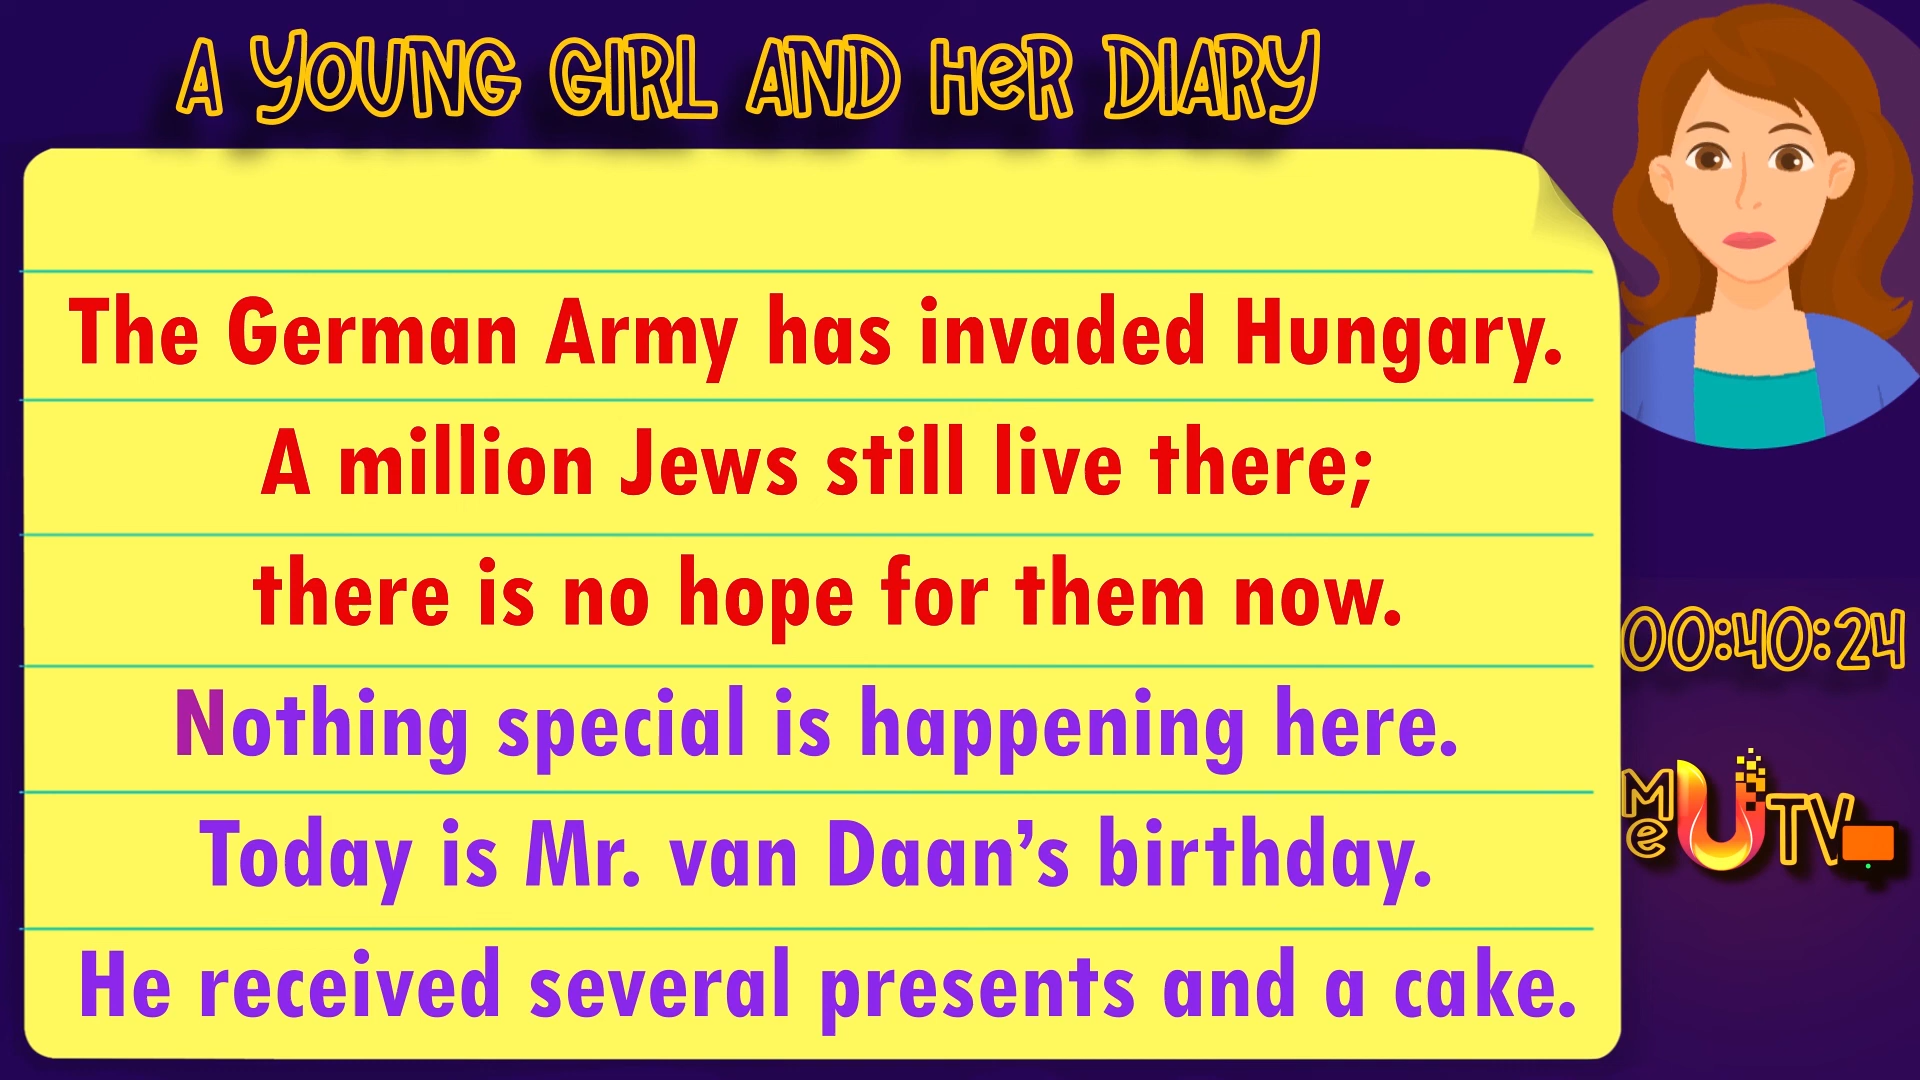 A YOUNG GIRL AND HeR DIARY
The German Army has invaded Hungary.
A million Jews still live there;
there is no hope for them now.
Nothing special is happening here.
Today is Mr. van Daan’s birthday.
He received several presents and a cake.
00:40:24
Me U TV